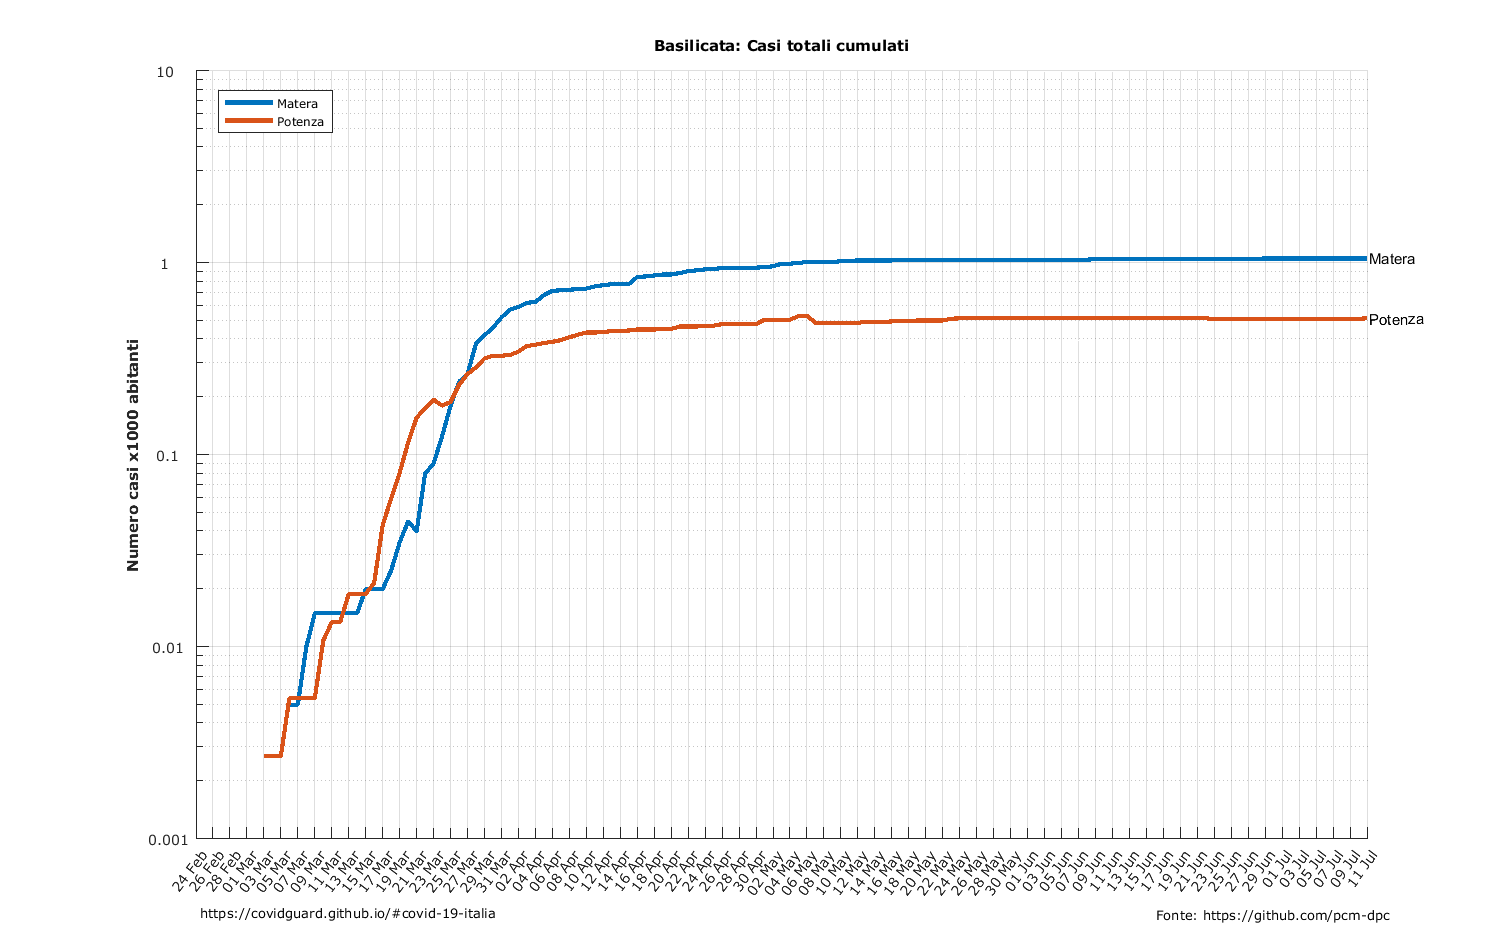 Basilicata: Casi totali cumulati
10
1
0.1
0.01
0.001
Numero casi x1000 abitanti
Matera
Potenza
Matera
Potenza
24 Feb
26 Feb
28 Feb
01 Mar
03 Mar
05 Mar
07 Mar
09 Mar
11 Mar
13 Mar
15 Mar
17 Mar
19 Mar
21 Mar
23 Mar
25 Mar
27 Mar
29 Mar
31 Mar
02 Apr
04 Apr
06 Apr
08 Apr
10 Apr
12 Apr
14 Apr
16 Apr
18 Apr
20 Apr
22 Apr
24 Apr
26 Apr
28 Apr
30 Apr
02 May
04 May
06 May
08 May
10 May
12 May
14 May
16 May
18 May
20 May
22 May
24 May
26 May
28 May
30 May
01 Jun
03 Jun
05 Jun
07 Jun
09 Jun
11 Jun
13 Jun
15 Jun
17 Jun
19 Jun
21 Jun
23 Jun
25 Jun
27 Jun
29 Jun
01 Jul
03 Jul
05 Jul
07 Jul
09 Jul
11 Jul
https://covidguard.github.io/#covid-19-italia
Fonte: https://github.com/pcm-dpc